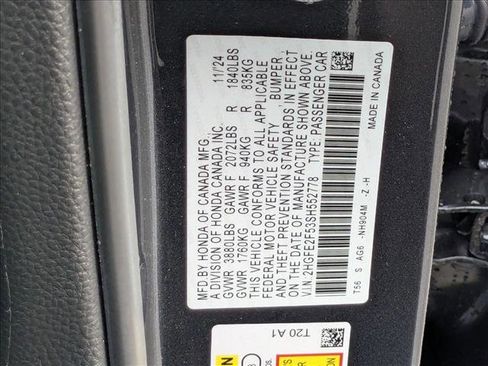 MFD.BY HONDA OF CANADA MFG. 11/24
A DIVISION OF HONDA CANADA INC.
GVWR 3880LBS GAWR F 2072LBS R 1840LBS
GVWR 1760KG GAWR F 940KG R 835KG
THIS VEHICLE CONFORMS TO ALL APPLICABLE
FEDERAL MOTOR VEHICLE SAFETY ,BUMPER ,
AND THEFT PREVENTION STANDARDS IN EFFECT
ON THE DATE OF MANUFACTURE SHOWN ABOVE.
V.I.N. 2HGFE2F53SH552778 TYPE:PASSENGER CAR
T56 S AG6 -NH904M -Z -H
MADE IN CANADA
T20 A1